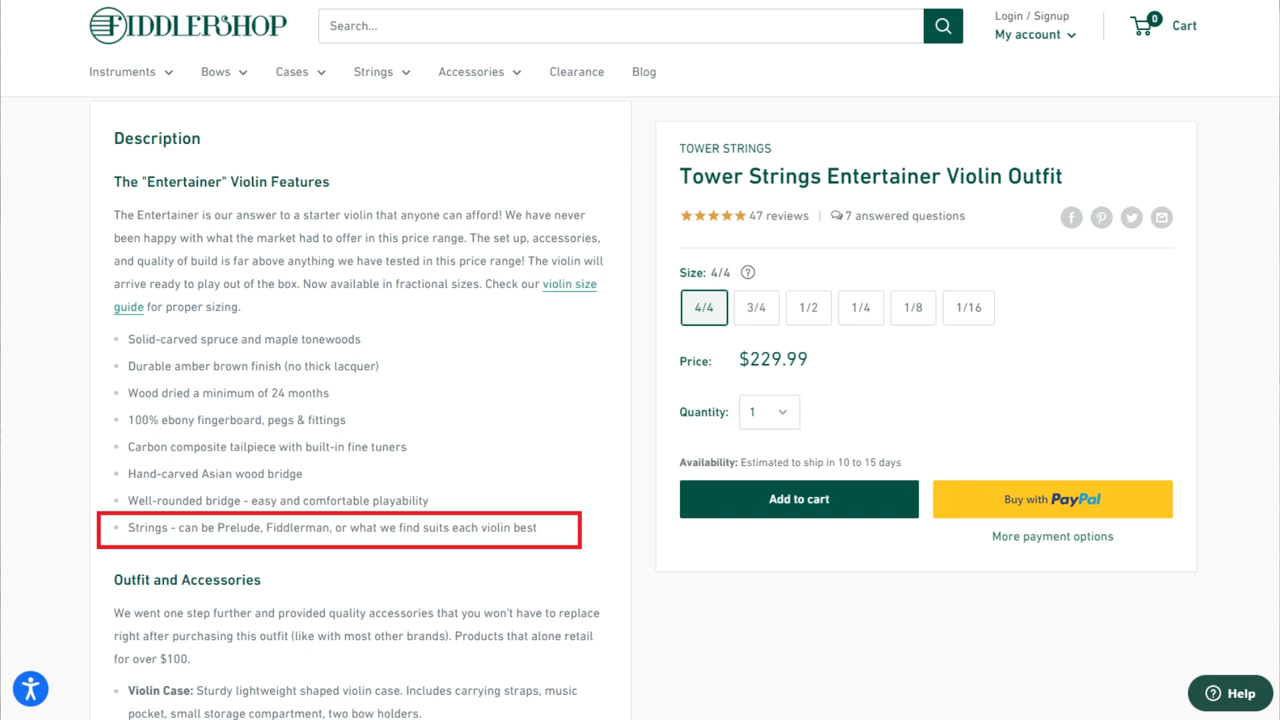 FIDDLERSHOP
Search...
Login / Signup
My account
0
Cart
Instruments
Bows
Cases
Strings
Accessories
Clearance
Blog
Description
The "Entertainer" Violin Features
The Entertainer is our answer to a starter violin that anyone can afford! We have never
been happy with what the market had to offer in this price range. The set up, accessories,
and quality of build is far above anything we have tested in this price range! The violin will
arrive ready to play out of the box. Now available in fractional sizes. Check our violin size
guide for proper sizing.
Solid-carved spruce and maple tonewoods
Durable amber brown finish (no thick lacquer)
Wood dried a minimum of 24 months
100% ebony fingerboard, pegs & fittings
Carbon composite tailpiece with built-in fine tuners
Hand-carved Asian wood bridge
Well-rounded bridge - easy and comfortable playability
Strings - can be Prelude, Fiddlerman, or what we find suits each violin best
Outfit and Accessories
We went one step further and provided quality accessories that you won't have to replace
right after purchasing this outfit (like with most other brands). Products that alone retail
for over $100.
Violin Case: Sturdy lightweight shaped violin case. Includes carrying straps, music
pocket, small storage compartment, two bow holders.
TOWER STRINGS
Tower Strings Entertainer Violin Outfit
47 reviews | 7 answered questions
Size: 4/4 ?
4/4 3/4 1/2 1/4 1/8 1/16
Price: $229.99
Quantity: 1
Availability: Estimated to ship in 10 to 15 days
Add to cart
Buy with PayPal
More payment options
? Help